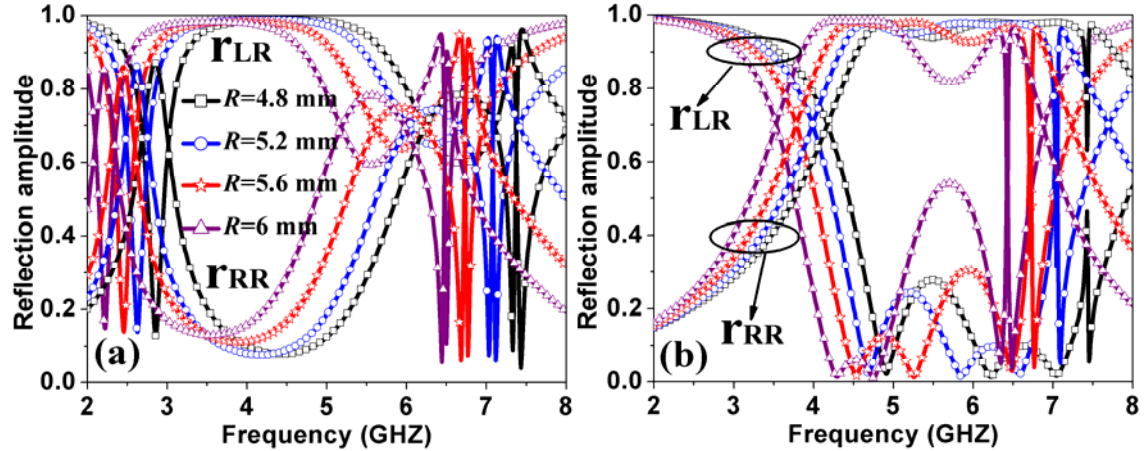 1.0
0.8
0.6
0.4
0.2
0.0
Reflection amplitude
rLR
R=4.8 mm
R=5.2 mm
R=5.6 mm
R=6 mm
rRR
(a)
2 3 4 5 6 7 8
Frequency (GHZ)
1.0
0.8
0.6
0.4
0.2
0.0
Reflection amplitude
rLR
rRR
(b)
2 3 4 5 6 7 8
Frequency (GHZ)